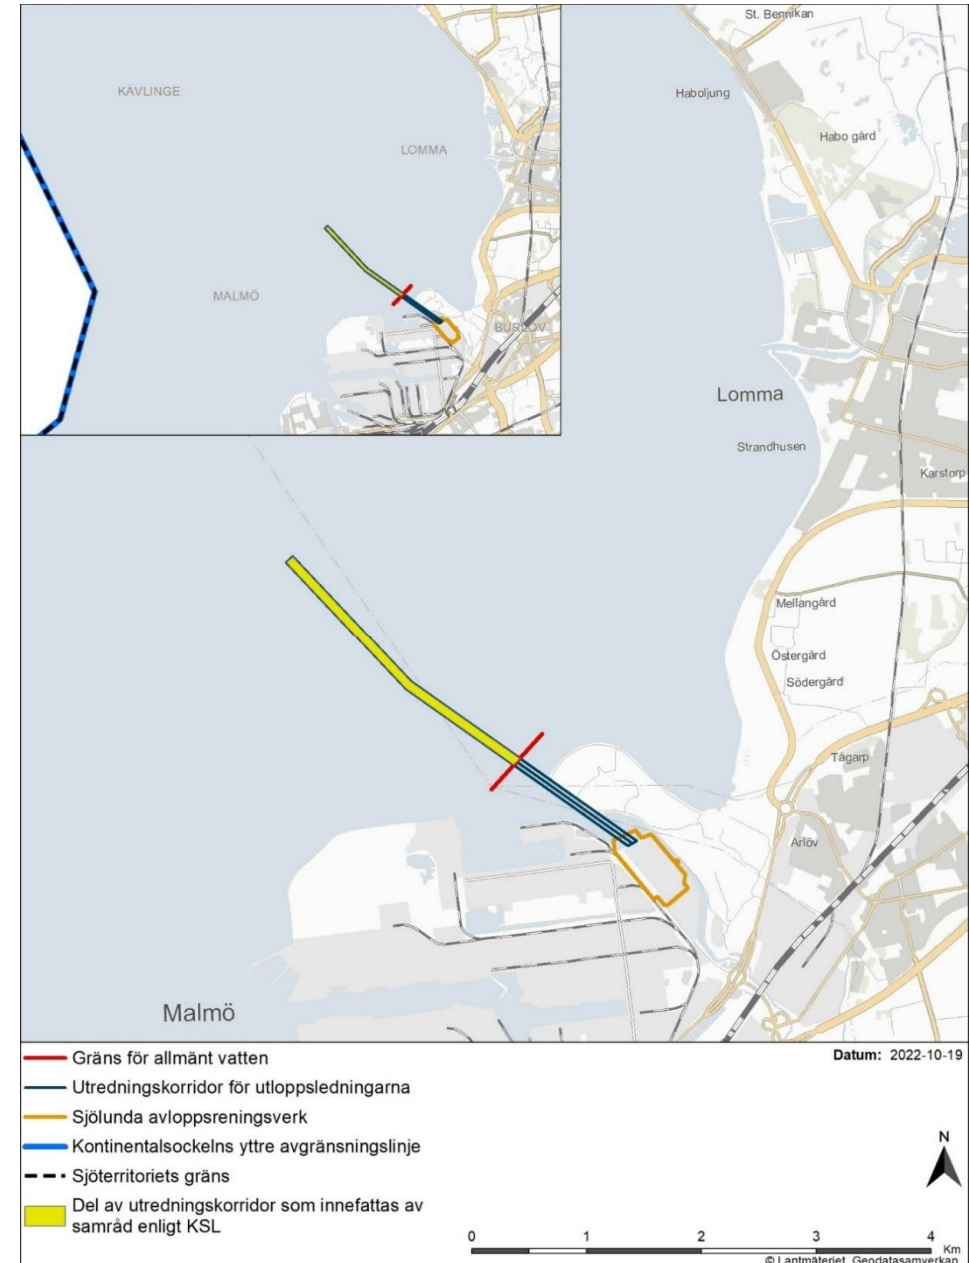 St. Bennikan
KÄVLINGE
Haboljung
Habo gård
LOMMA
MALMÖ
BURLÖV
Lomma
Strandhusen
Karstorp
Mellangård
Östergård
Södergård
Tågarp
Arlöv
Malmö
Gräns för allmänt vatten
Datum: 2022-10-19
Utredningskorridor för utloppsledningarna
Sjölunda avloppsreningsverk
Kontinentalsockelns yttre avgränsningslinje
N
Sjöterritoriets gräns
Del av utredningskorridor som innefattas av
samråd enligt KSL
0 1 2 3 4
Km
© Lantmäteriet, Geodatasamverkan